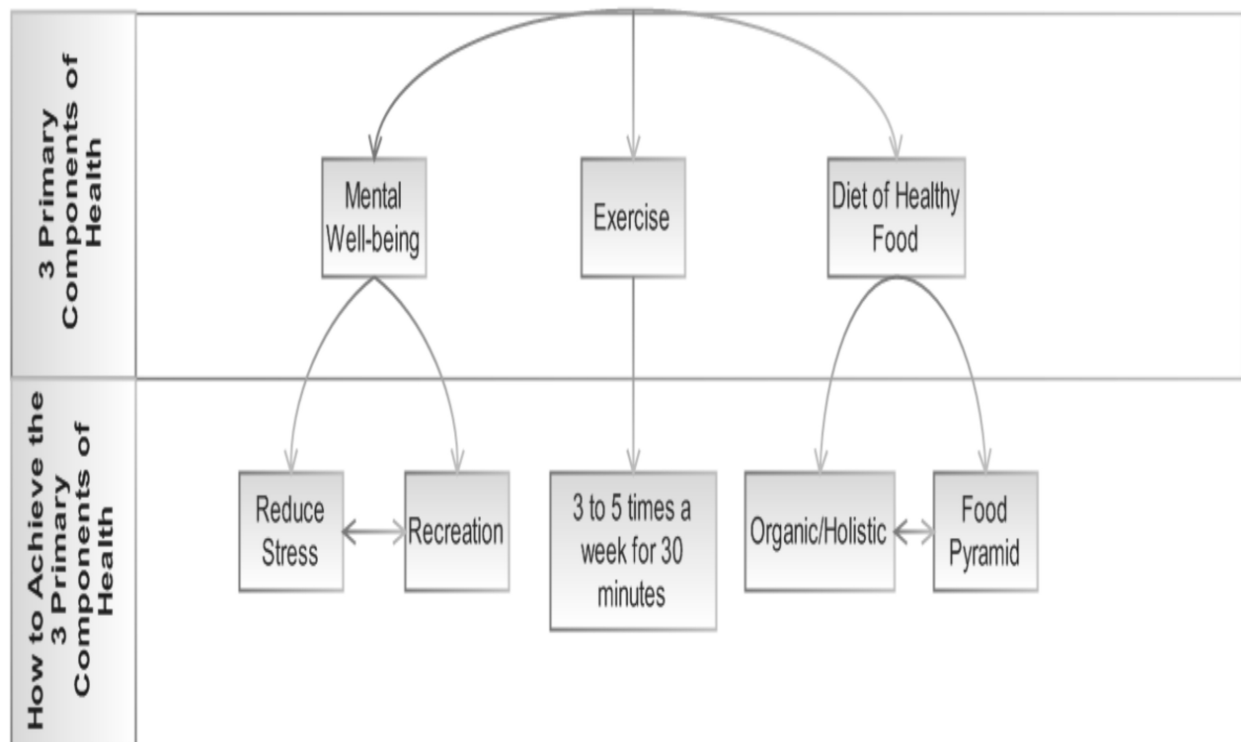 3 Primary
Components of
Health
Mental
Well-being
Exercise
Diet of Healthy
Food
How to Achieve the
3 Primary
Components of
Health
Reduce
Stress
Recreation
3 to 5 times a
week for 30
minutes
Organic/Holistic
Food
Pyramid